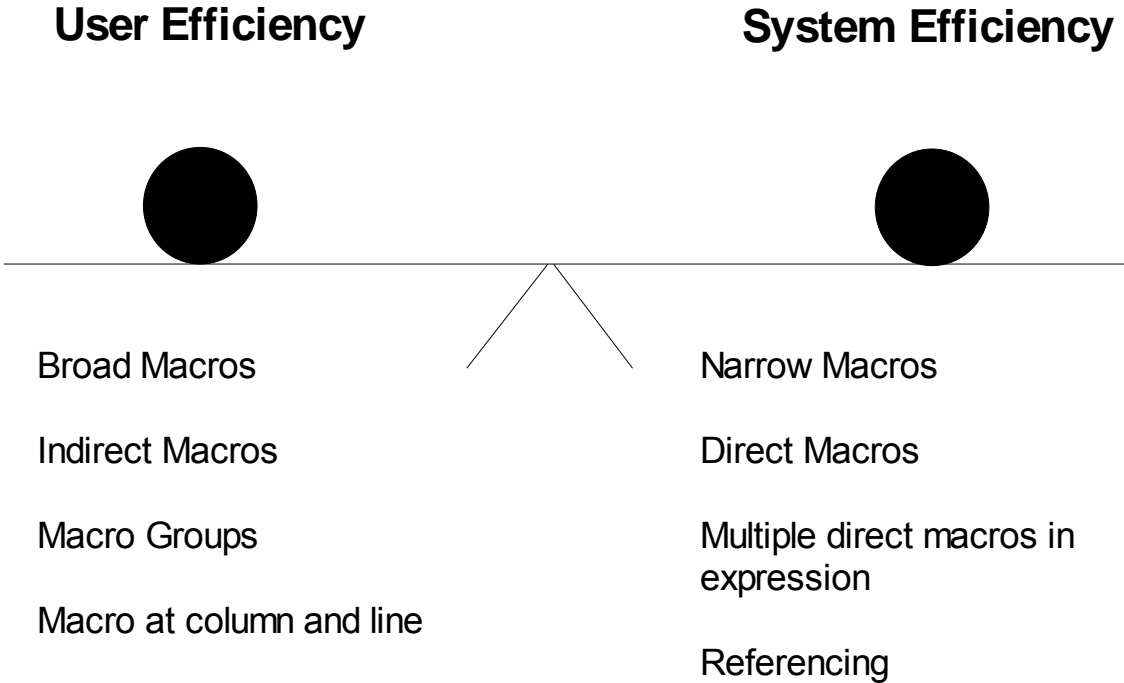 User Efficiency
System Efficiency
Broad Macros
Indirect Macros
Macro Groups
Macro at column and line
Narrow Macros
Direct Macros
Multiple direct macros in
expression
Referencing